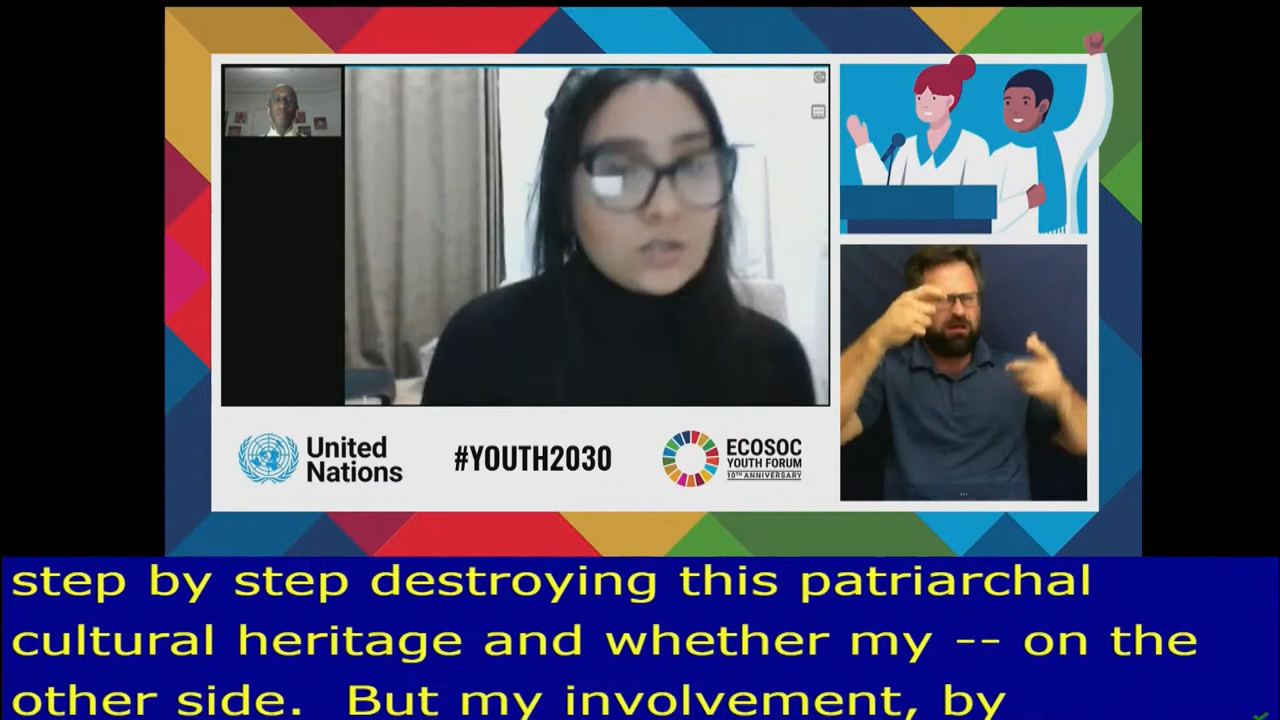 United
Nations
#YOUTH2030
ECOSOC
YOUTH FORUM
10TH ANNIVERSARY
step by step destroying this patriarchal
cultural heritage and whether my -- on the
other side. But my involvement, by